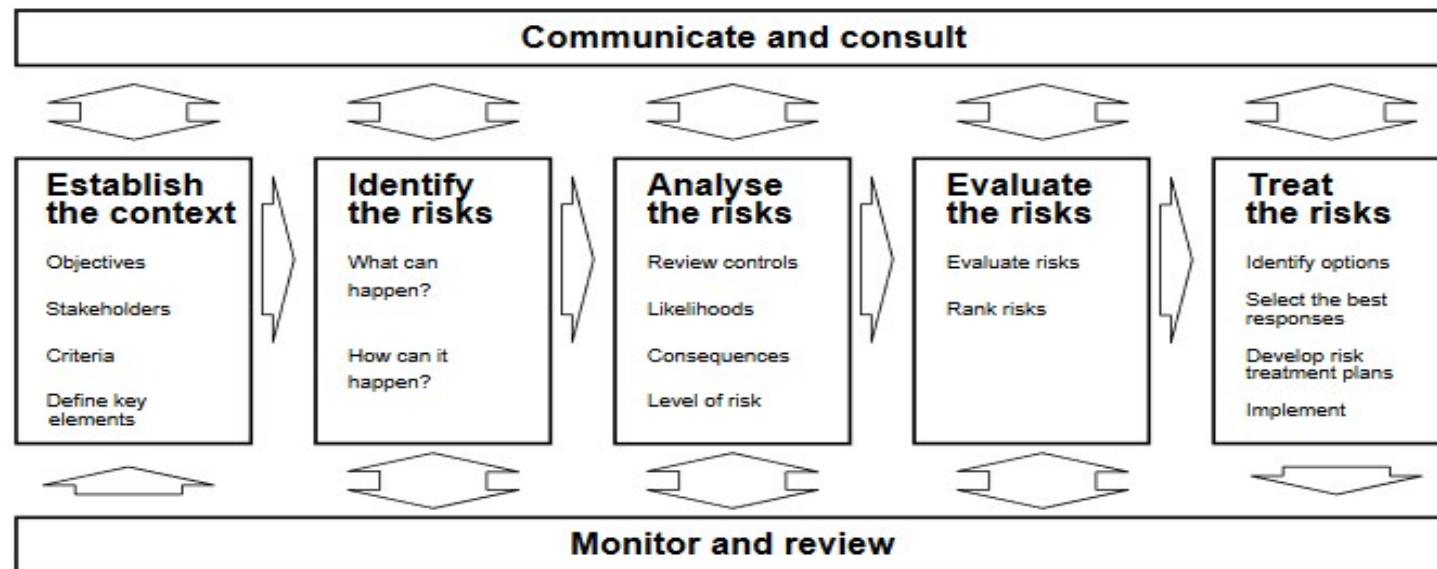 Communicate and consult
Establish
the context
Objectives
Stakeholders
Criteria
Define key
elements
Identify
the risks
What can
happen?
How can it
happen?
Analyse
the risks
Review controls
Likelihoods
Consequences
Level of risk
Evaluate
the risks
Evaluate risks
Rank risks
Treat
the risks
Identify options
Select the best
responses
Develop risk
treatment plans
Implement
Monitor and review